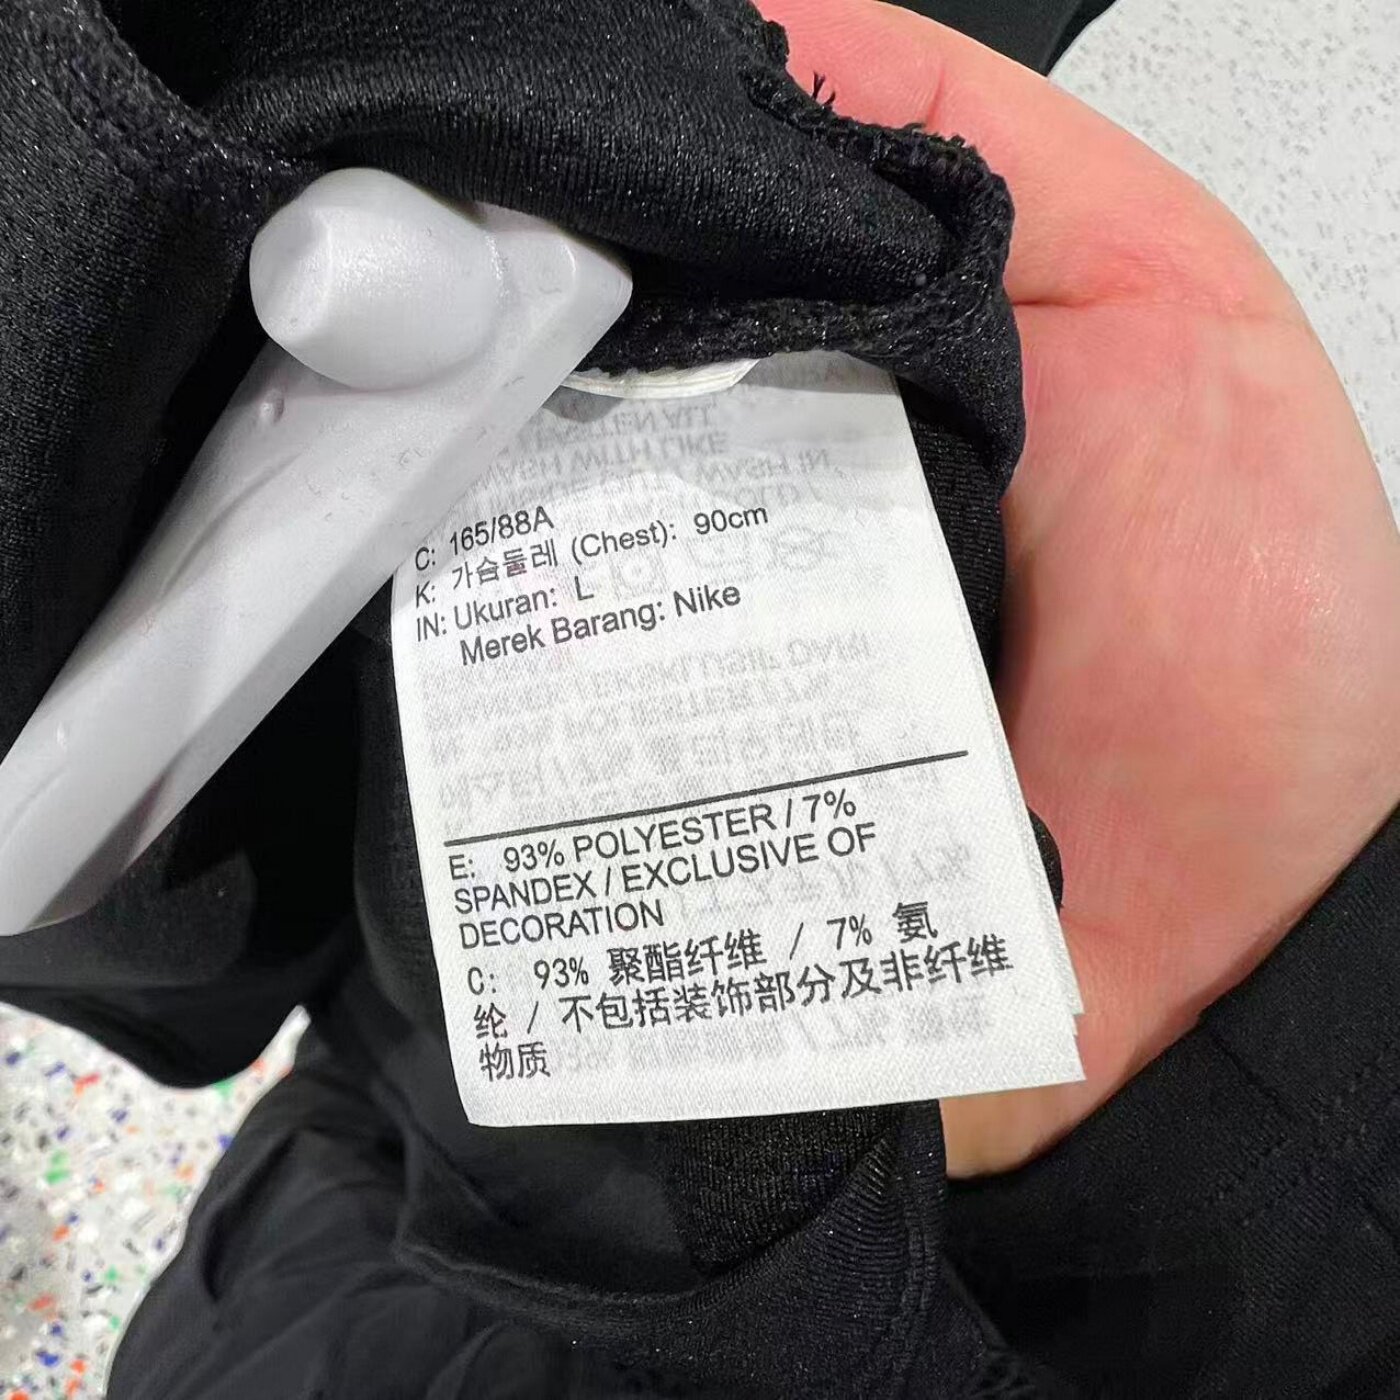 C: 165/88A
K: 가슴둘레 (Chest): 90cm
IN: Ukuran: L
Merek Barang: Nike
E: 93% POLYESTER / 7%
SPANDEX / EXCLUSIVE OF
DECORATION
C: 93% 聚酯纤维 / 7% 氨
纶 / 不包括装饰部分及非纤维
物质